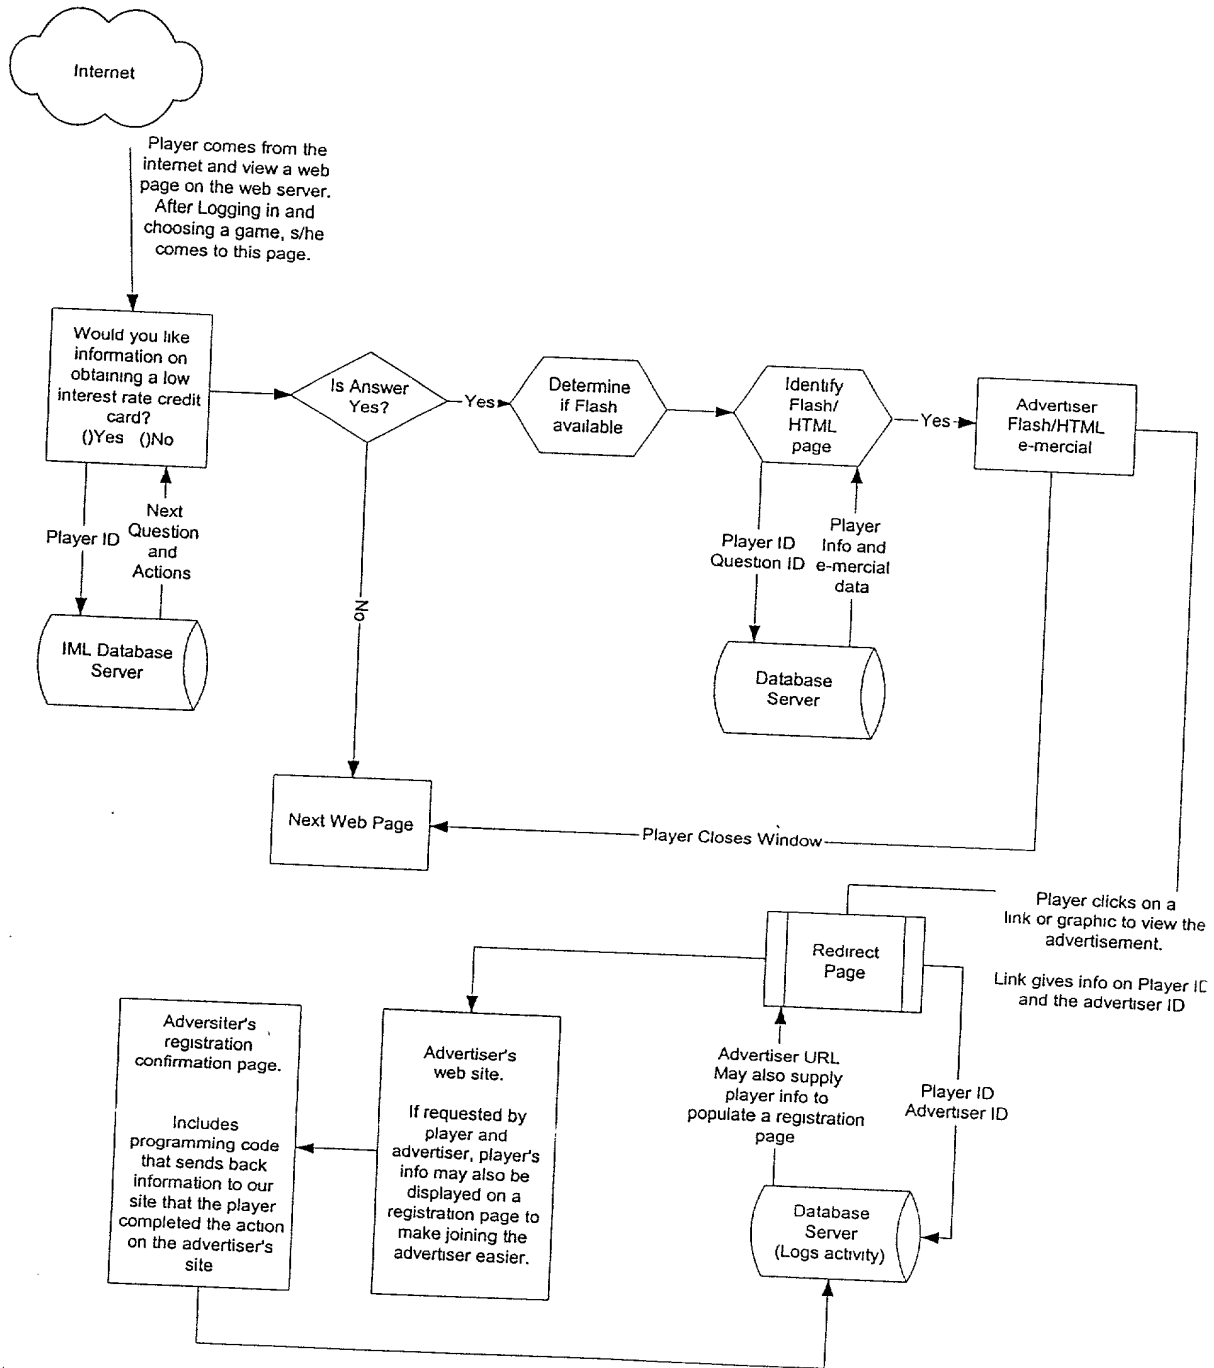 Internet
Player comes from the
internet and view a web
page on the web server.
After Logging in and
choosing a game, s/he
comes to this page.
Would you like
information on
obtaining a low
interest rate credit
card?
()Yes ()No
Is Answer
Yes?
Yes
Determine
if Flash
available
Identify
Flash/
HTML
page
Yes
Advertiser
Flash/HTML
e-mercial
Player ID
Next
Question
and
Actions
IML Database
Server
No
Player ID
Question ID
Player
Info and
e-mercial
data
Database
Server
Next Web Page
Player Closes Window
Player clicks on a
link or graphic to view the
advertisement.
Link gives info on Player ID
and the advertiser ID
Redirect
Page
Adversiter's
registration
confirmation page.
Includes
programming code
that sends back
information to our
site that the player
completed the action
on the advertiser's
site
Advertiser's
web site.
If requested by
player and
advertiser, player's
info may also be
displayed on a
registration page to
make joining the
advertiser easier.
Advertiser URL
May also supply
player info to
populate a registration
page
Player ID
Advertiser ID
Database
Server
(Logs activity)